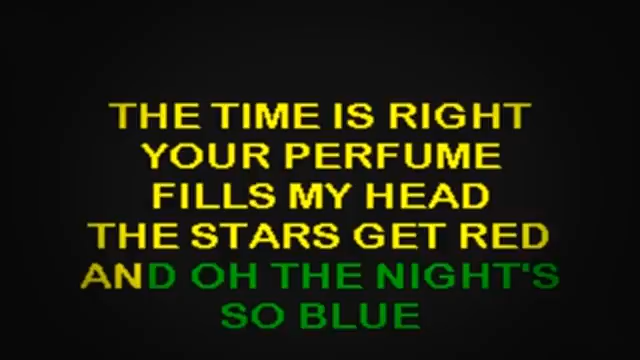 THE TIME IS RIGHT
YOUR PERFUME
FILLS MY HEAD
THE STARS GET RED
AND OH THE NIGHT'S
SO BLUE